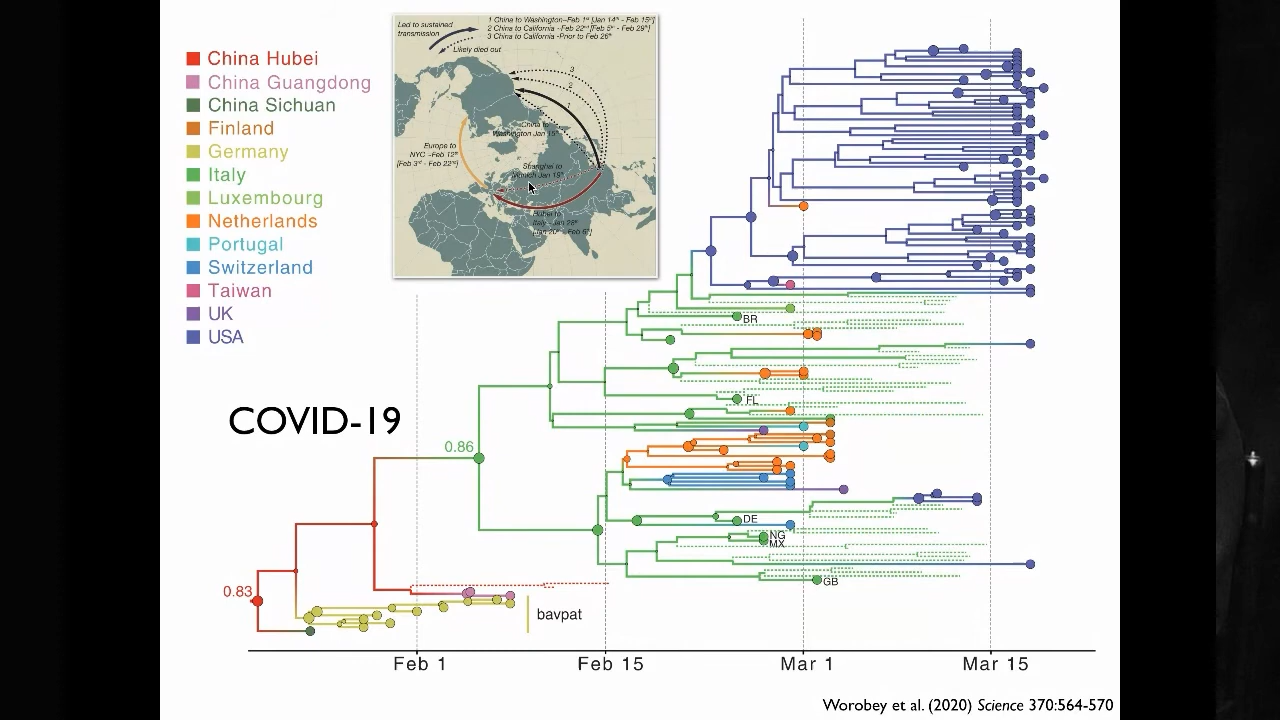 Led to sustained
transmission
Likely died out
1 China to Washington–Feb 1st [Jan 14th - Feb 15th]
2 China to California -Feb 22nd [Feb 5th - Feb 29th]
3 China to California -Prior to Feb 26th
3
2
1
China to
Washington Jan 15th
Europe to
NYC ~Feb 12th
[Feb 3rd - Feb 22nd]
Shanghai to
Munich Jan 19th
Hubei to
Italy ~Jan 28th
China Hubei
China Guangdong
China Sichuan
Finland
Germany
Italy
Luxembourg
Netherlands
Portugal
Switzerland
Taiwan
UK
USA
COVID-19
0.86
0.83
BR
FL
DE
NG
MX
GB
bavpat
Feb 1
Feb 15
Mar 1
Mar 15
Worobey et al. (2020) Science 370:564-570